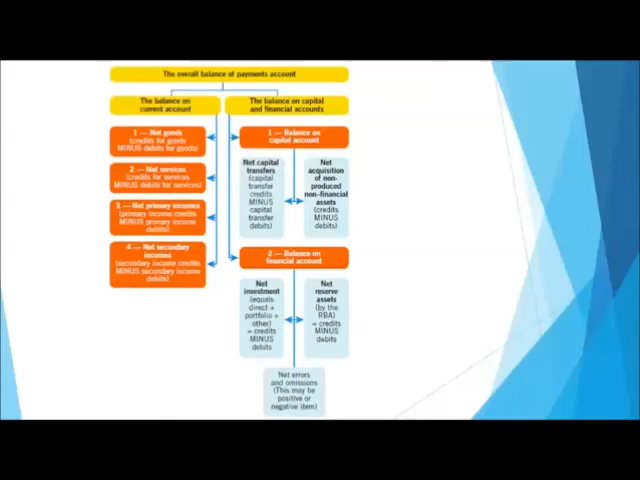 The overall balance of payments account
The balance on
current account
The balance on capital
and financial accounts
1 — Net goods
(credits for goods
MINUS debits for goods)
2 — Net services
(credits for services
MINUS debits for services)
3 — Net primary incomes
(primary income credits
MINUS primary income
debits)
4 — Net secondary
incomes
(secondary income credits
MINUS secondary income
debits)
1 — Balance on
capital account
Net capital
transfers
(capital
transfer
credits
MINUS
capital
transfer
debits)
Net
acquisition
of non-
produced
non-financial
assets
(credits
MINUS
debits)
2 — Balance on
financial account
Net
investment
(equals
direct +
portfolio +
other)
= credits
MINUS
debits
Net
reserve
assets
(by the
RBA)
= credits
MINUS
debits
Net errors
and omissions
(This may be
positive or
negative item)